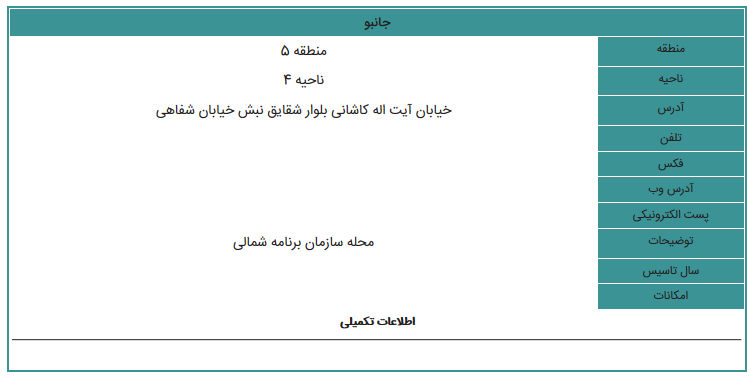 جانبو
منطقه منطقه ۵
ناحیه ناحیه ۴
آدرس خیابان آیت اله کاشانی بلوار شقایق نبش خیابان شفاهی
تلفن
فکس
آدرس وب
پست الکترونیکی
توضیحات محله سازمان برنامه شمالی
سال تاسیس
امکانات
اطلاعات تکمیلی